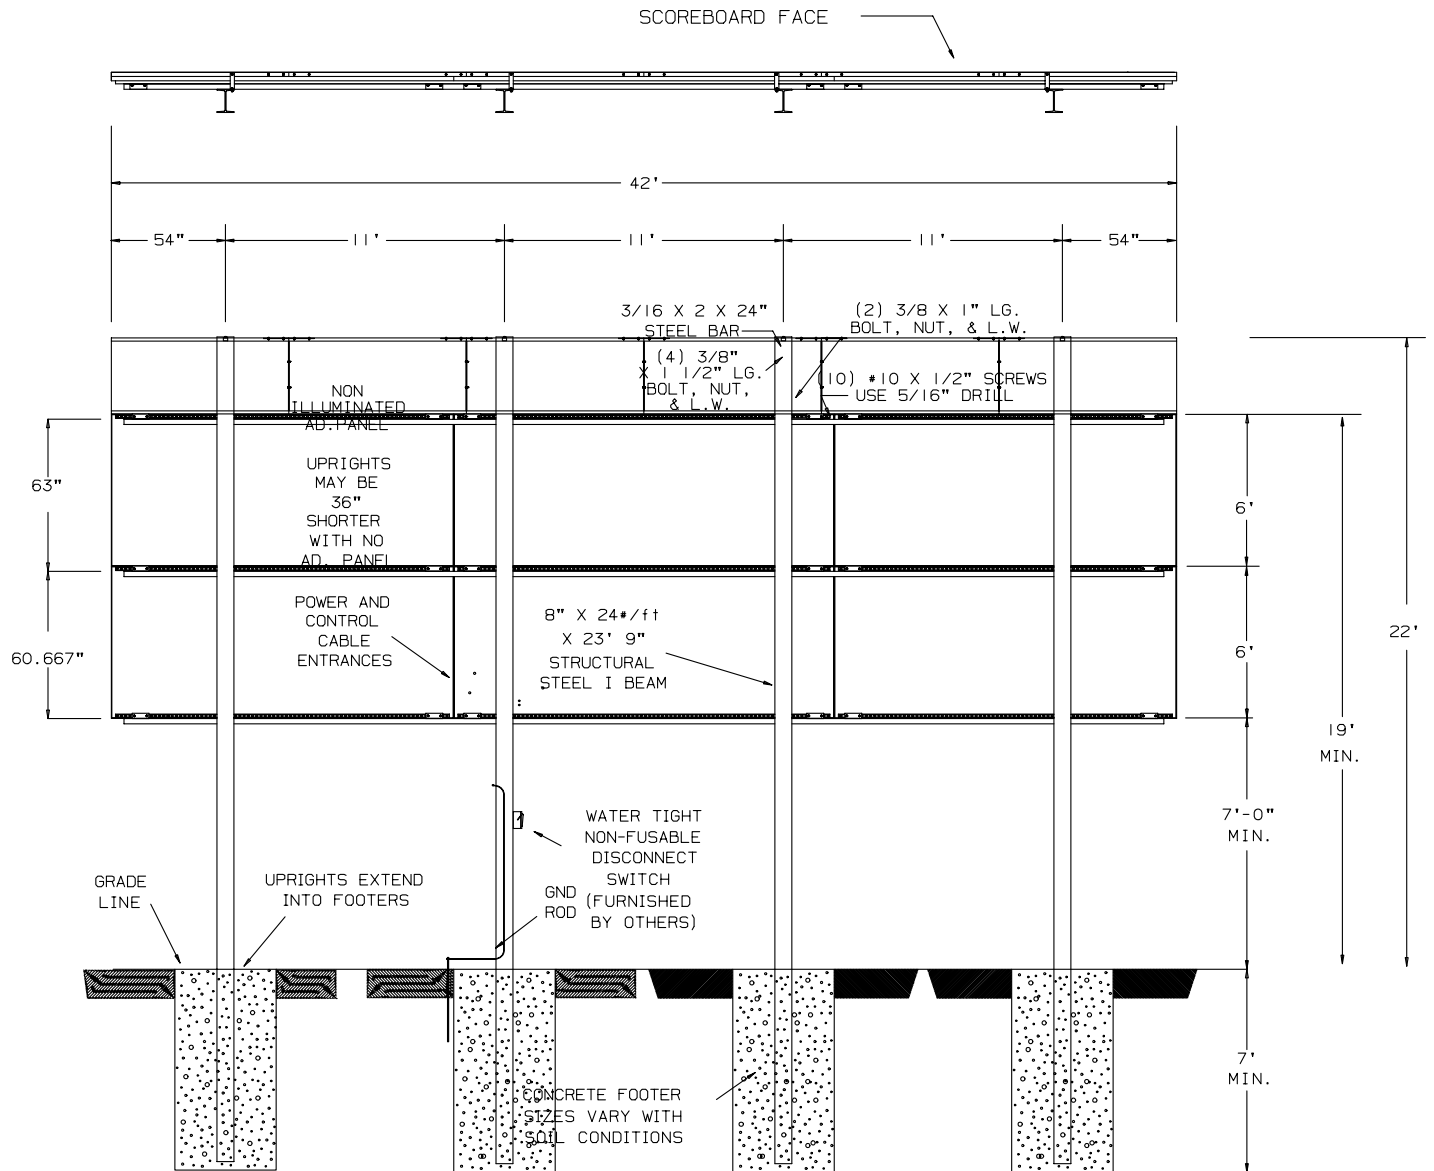 SCOREBOARD FACE
42'
54"
11'
11'
11'
54"
3/16 X 2 X 24"
STEEL BAR
(2) 3/8 X 1" LG.
BOLT, NUT, & L.W.
(4) 3/8"
X 1 1/2" LG.
BOLT, NUT,
& L.W.
(10) #10 X 1/2" SCREWS
USE 5/16" DRILL
NON
ILLUMINATED
AD.PANEL
UPRIGHTS
MAY BE
36"
SHORTER
WITH NO
AD. PANEL
63"
6'
POWER AND
CONTROL
CABLE
ENTRANCES
8" X 24#/ft
X 23' 9"
STRUCTURAL
STEEL I BEAM
60.667"
6'
22'
19'
MIN.
7'-0"
MIN.
WATER TIGHT
NON-FUSABLE
DISCONNECT
SWITCH
(FURNISHED
BY OTHERS)
GND
ROD
GRADE
LINE
UPRIGHTS EXTEND
INTO FOOTERS
7'
MIN.
CONCRETE FOOTER
SIZES VARY WITH
SOIL CONDITIONS